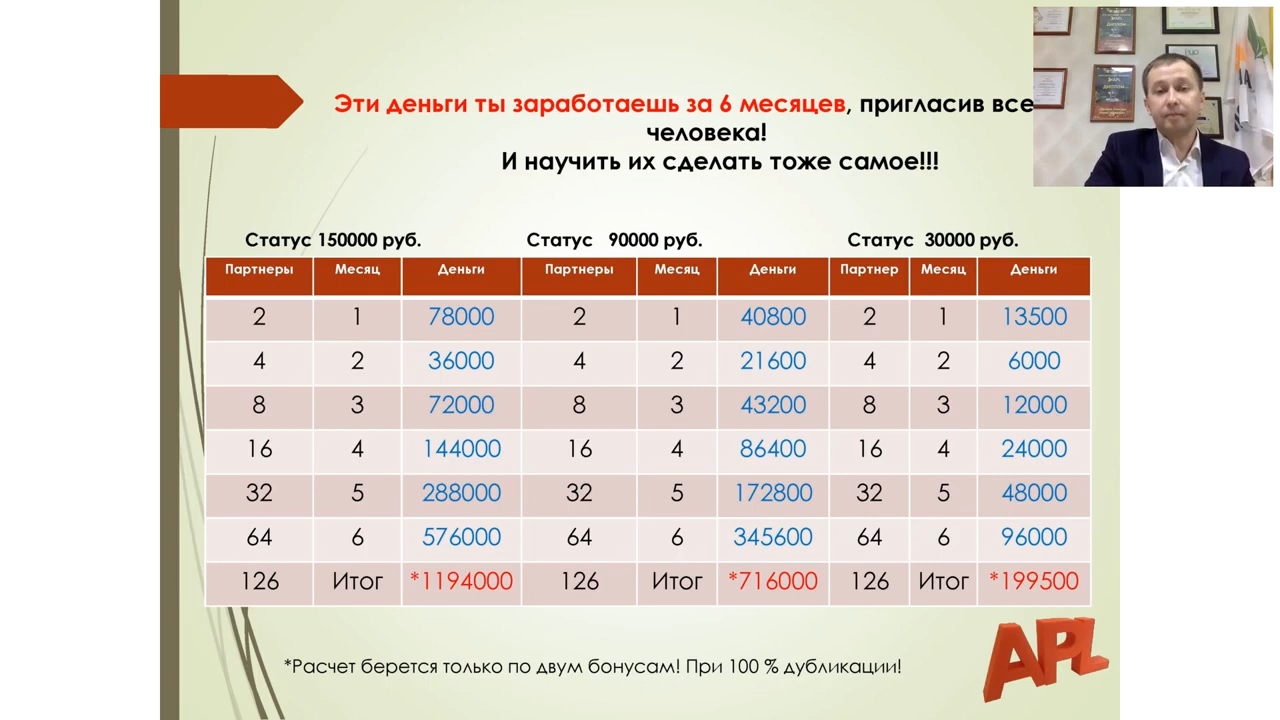 Эти деньги ты заработаешь за 6 месяцев, пригласив все
человека!
И научить их сделать тоже самое!!!
Статус 150000 руб. Статус 90000 руб. Статус 30000 руб.
Партнеры Месяц Деньги Партнеры Месяц Деньги Партнер Месяц Деньги
2 1 78000 2 1 40800 2 1 13500
4 2 36000 4 2 21600 4 2 6000
8 3 72000 8 3 43200 8 3 12000
16 4 144000 16 4 86400 16 4 24000
32 5 288000 32 5 172800 32 5 48000
64 6 576000 64 6 345600 64 6 96000
126 Итог *1194000 126 Итог *716000 126 Итог *199500
*Расчет берется только по двум бонусам! При 100 % дубликации!
APL